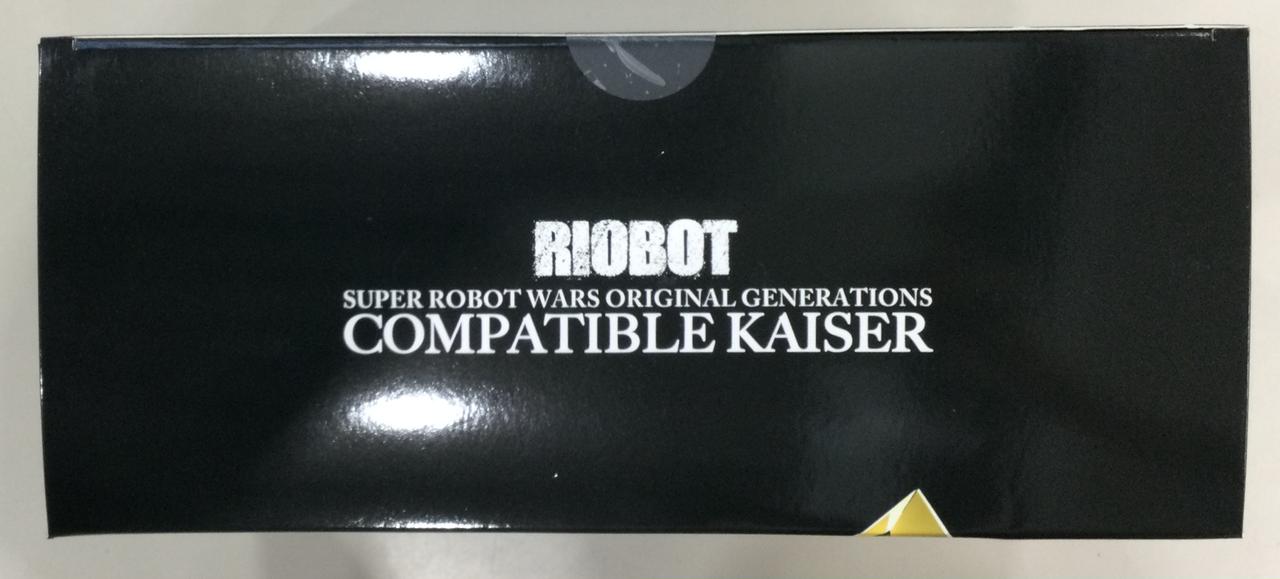 RIOBOT
SUPER ROBOT WARS ORIGINAL GENERATIONS
COMPATIBLE KAISER